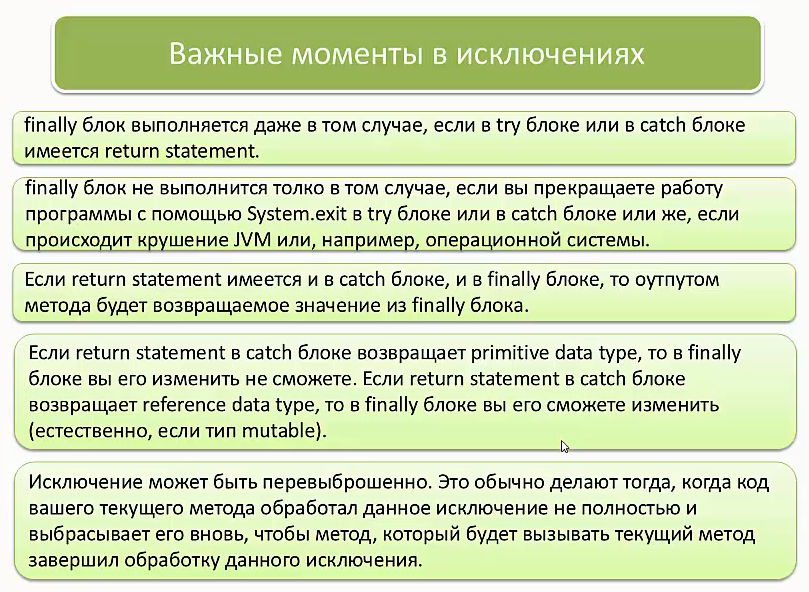 Важные моменты в исключениях
finally блок выполняется даже в том случае, если в try блоке или в catch блоке
имеется return statement.
finally блок не выполнится толко в том случае, если вы прекращаете работу
программы с помощью System.exit в try блоке или в catch блоке или же, если
происходит крушение JVM или, например, операционной системы.
Если return statement имеется и в catch блоке, и в finally блоке, то оутпутом
метода будет возвращаемое значение из finally блока.
Если return statement в catch блоке возвращает primitive data type, то в finally
блоке вы его изменить не сможете. Если return statement в catch блоке
возвращает reference data type, то в finally блоке вы его сможете изменить
(естественно, если тип mutable).
Исключение может быть перевыброшенно. Это обычно делают тогда, когда код
вашего текущего метода обработал данное исключение не полностью и
выбрасывает его вновь, чтобы метод, который будет вызывать текущий метод
завершил обработку данного исключения.